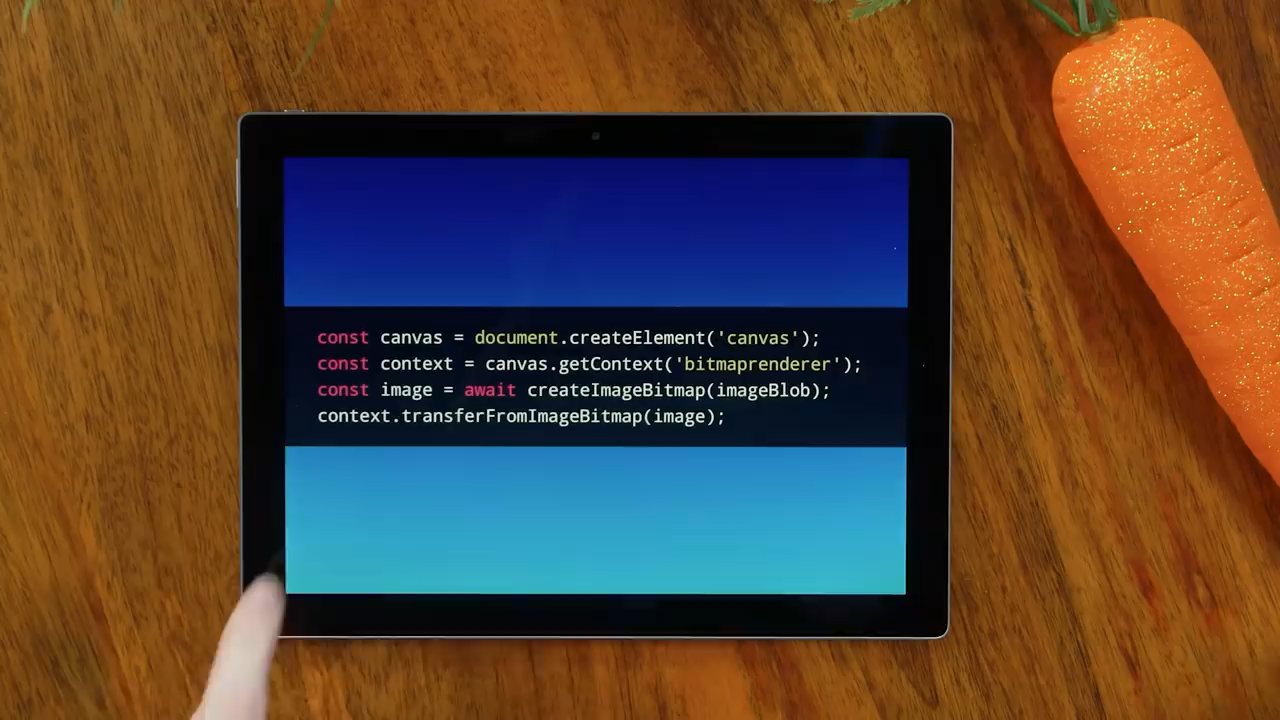 const canvas = document.createElement('canvas');
const context = canvas.getContext('bitmaprenderer');
const image = await createImageBitmap(imageBlob);
context.transferFromImageBitmap(image);